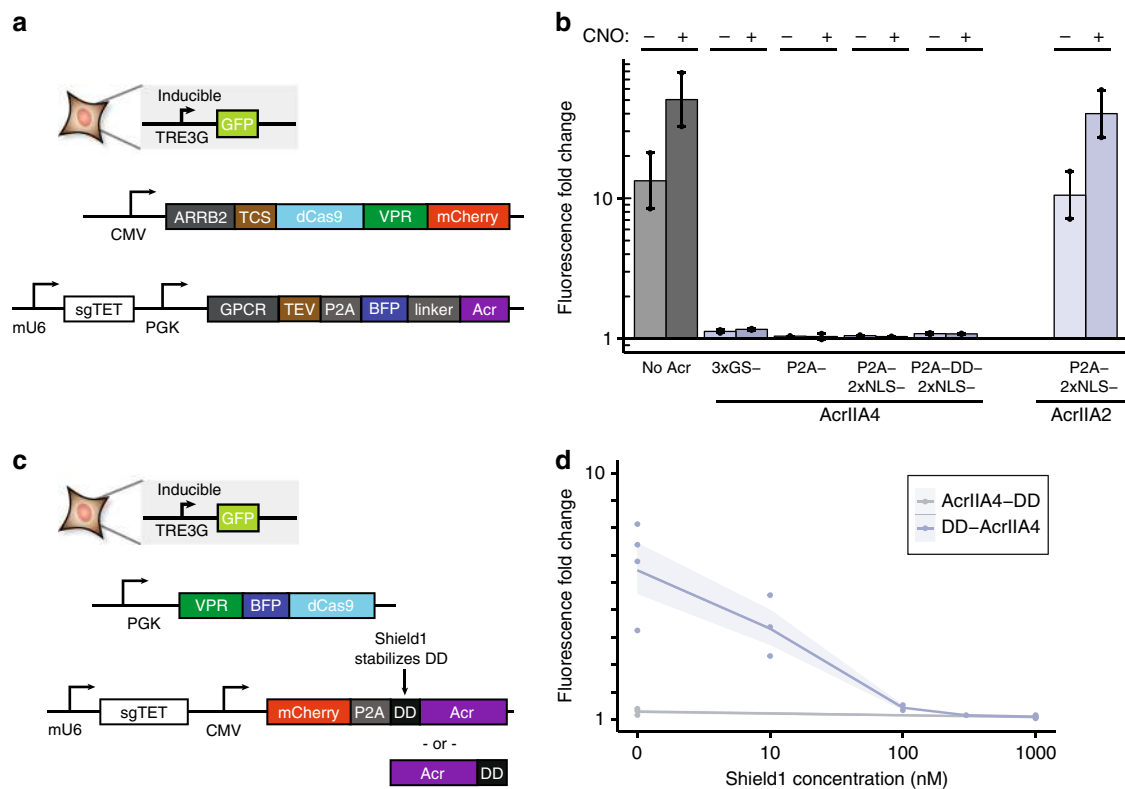 a
Inducible
TRE3G
GFP
CMV
ARRB2 TCS dCas9 VPR mCherry
mU6
sgTET
PGK
GPCR TEV P2A BFP linker Acr
b
CNO: – + – + – + – + – + – +
Fluorescence fold change
10
1
No Acr
3xGS–
P2A–
P2A–
2xNLS–
P2A–DD–
2xNLS–
AcrIIA4
P2A–
2xNLS–
AcrIIA2
c
Inducible
TRE3G
GFP
PGK
VPR BFP dCas9
Shield1
stabilizes DD
mU6
sgTET
CMV
mCherry P2A DD Acr
- or -
Acr DD
d
Fluorescence fold change
10
1
AcrIIA4–DD
DD–AcrIIA4
0 10 100 1000
Shield1 concentration (nM)